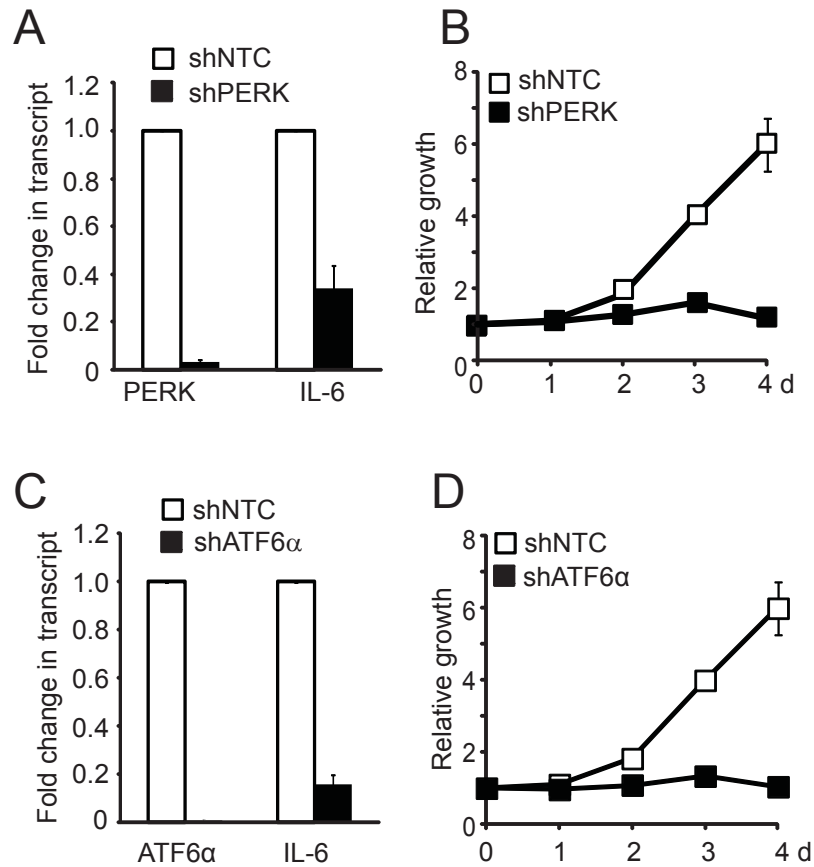 A
shNTC
shPERK
Fold change in transcript
1.2
1.0
0.8
0.6
0.4
0.2
0
PERK IL-6
B
shNTC
shPERK
Relative growth
8
6
4
2
0
0 1 2 3 4 d
C
shNTC
shATF6α
Fold change in transcript
1.2
1.0
0.8
0.6
0.4
0.2
0
ATF6α IL-6
D
shNTC
shATF6α
Relative growth
8
6
4
2
0
0 1 2 3 4 d